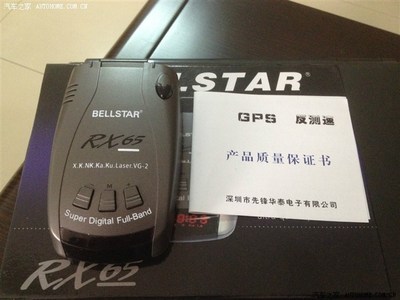 汽车之家 AUTOHOME.COM.CN
LLSTAR®
BELLSTAR®
RX65
X.K.NK.Ka.Ku.Laser.VG-2
M
Super Digital Full-Band
GPS 反测速
产品质量保证书
深圳市先锋华泰电子有限公司
RX65